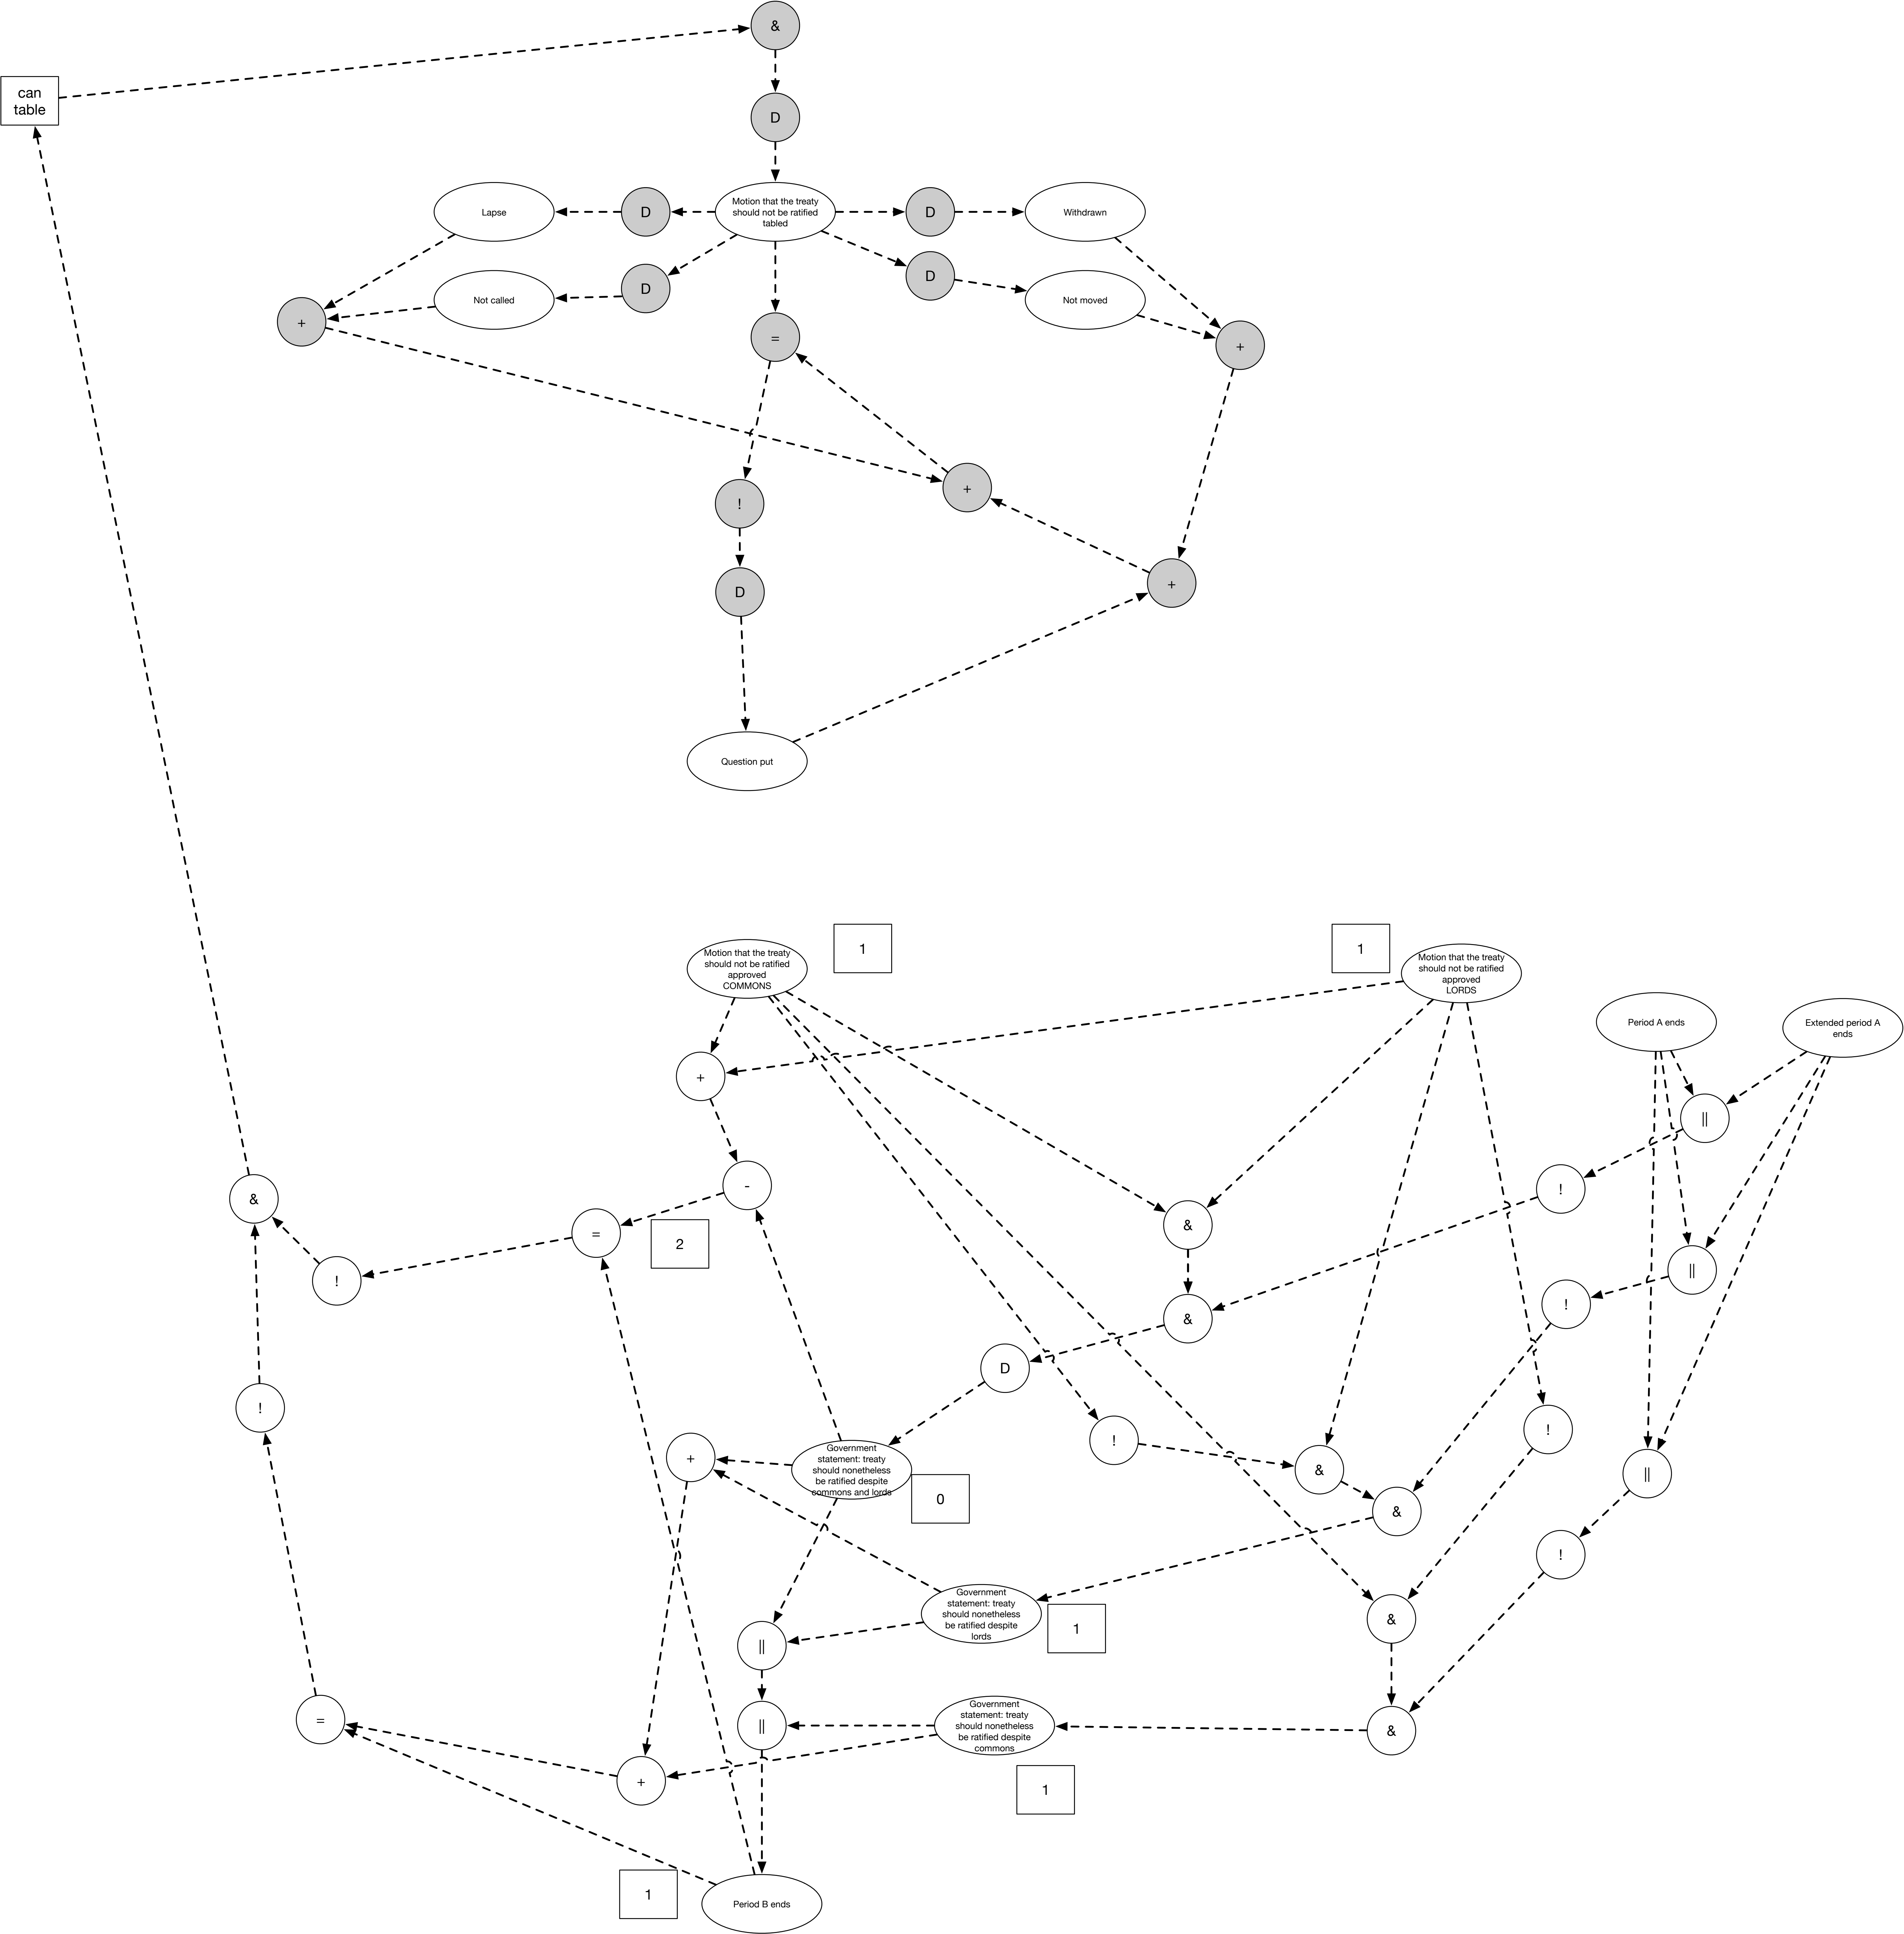 &
can
table
D
Lapse
D
Motion that the treaty
should not be ratified
tabled
D
Withdrawn
D
Not called
D
Not moved
+
=
+
+
!
D
+
Question put
Motion that the treaty
should not be ratified
approved
COMMONS
1
1
Motion that the treaty
should not be ratified
approved
LORDS
Period A ends
Extended period A
ends
+
||
-
!
&
&
=
2
||
!
!
&
D
!
!
!
+
Government
statement: treaty
should nonetheless
be ratified despite
commons and lords
0
&
||
&
!
Government
statement: treaty
should nonetheless
be ratified despite
lords
1
&
||
=
||
Government
statement: treaty
should nonetheless
be ratified despite
commons
&
+
1
1
Period B ends